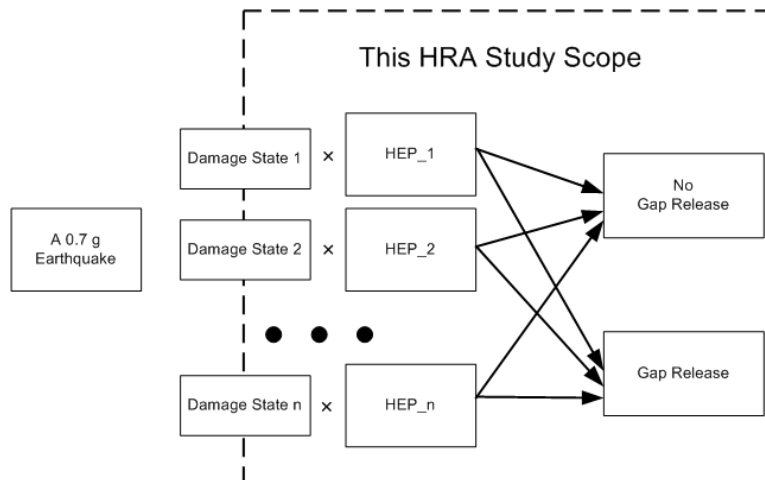 This HRA Study Scope
Damage State 1
×
HEP_1
No
Gap Release
A 0.7 g
Earthquake
Damage State 2
×
HEP_2
Gap Release
Damage State n
×
HEP_n